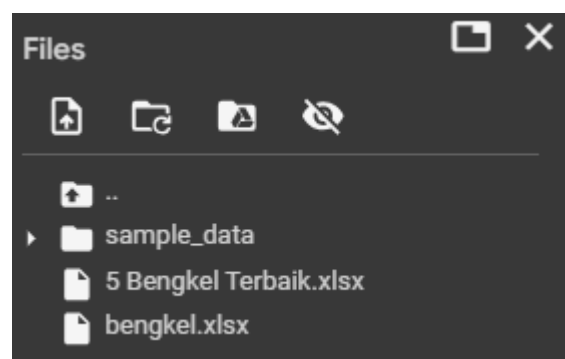 Files
..
sample_data
5 Bengkel Terbaik.xlsx
bengkel.xlsx